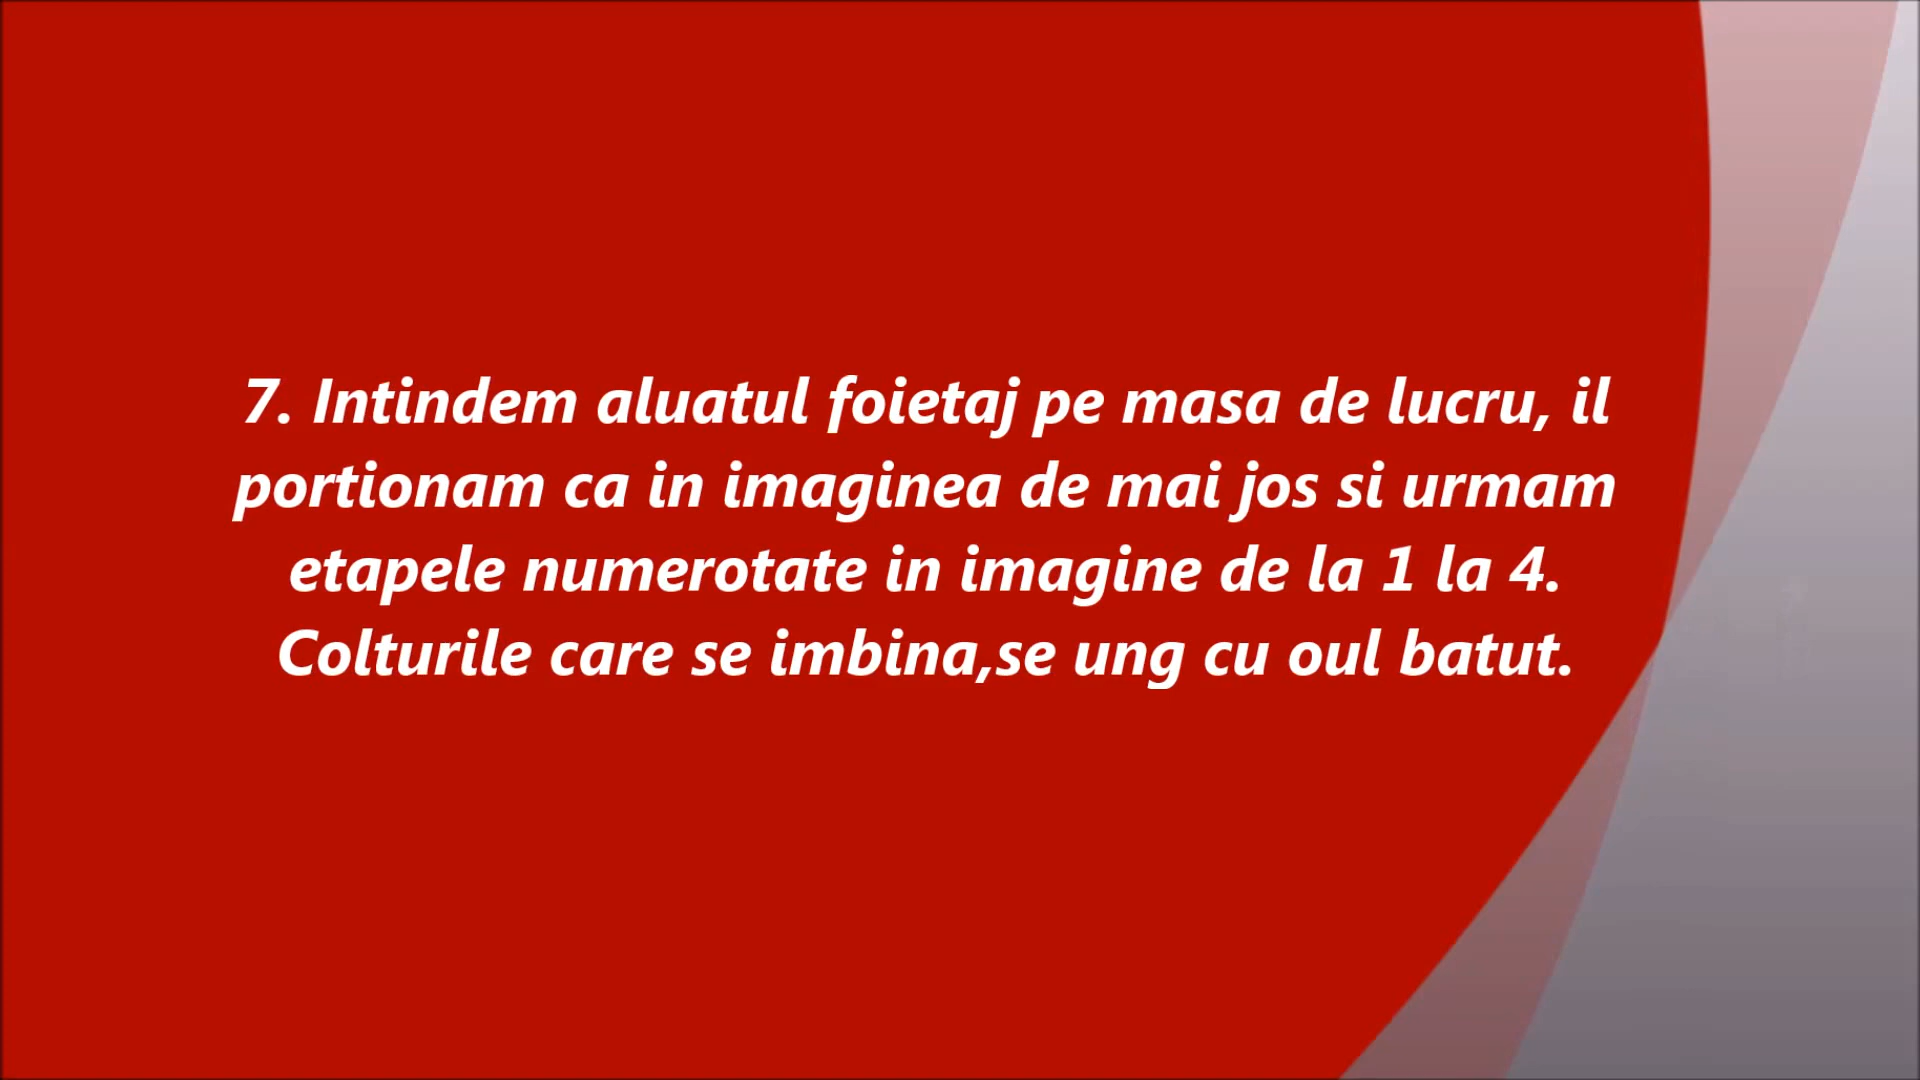 7. Intindem aluatul foietaj pe masa de lucru, il
portionam ca in imaginea de mai jos si urmam
etapele numerotate in imagine de la 1 la 4.
Colturile care se imbina,se ung cu oul batut.